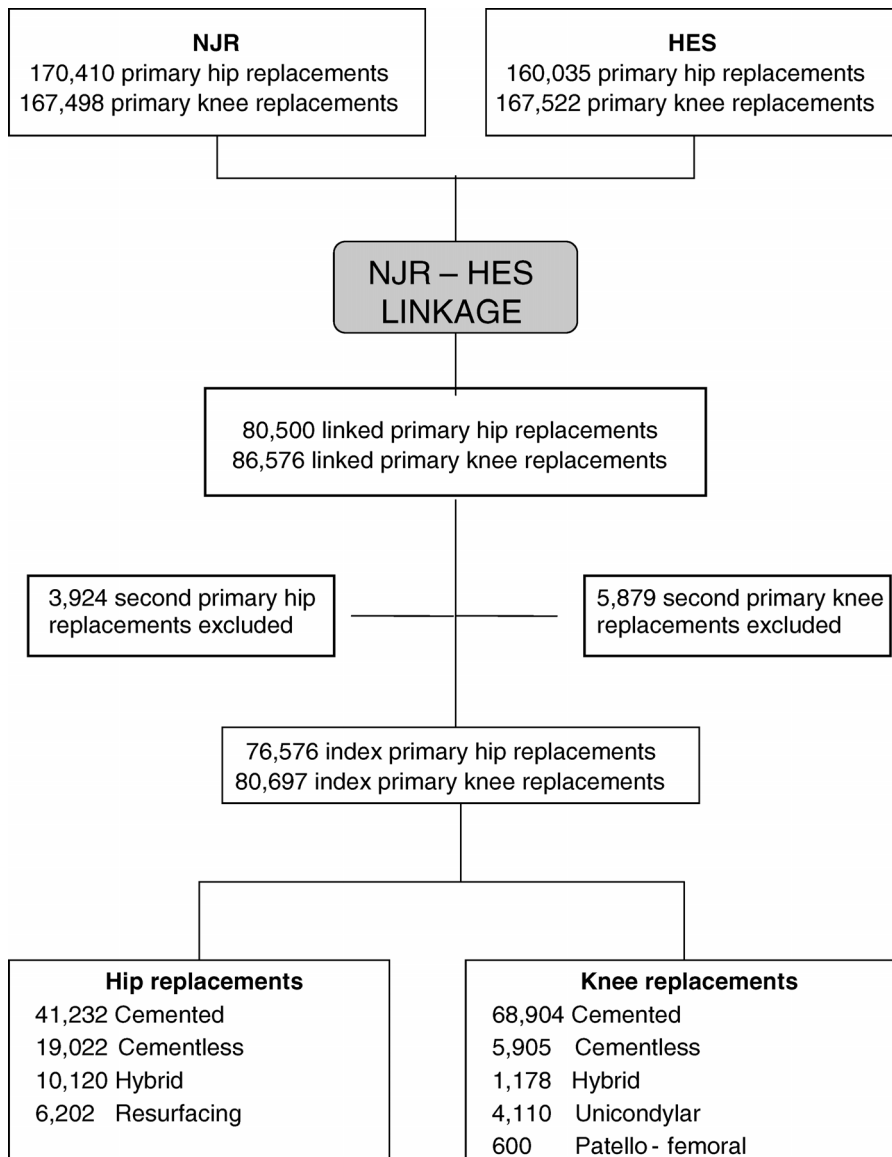 NJR
170,410 primary hip replacements
167,498 primary knee replacements
HES
160,035 primary hip replacements
167,522 primary knee replacements
NJR – HES
LINKAGE
80,500 linked primary hip replacements
86,576 linked primary knee replacements
3,924 second primary hip
replacements excluded
5,879 second primary knee
replacements excluded
76,576 index primary hip replacements
80,697 index primary knee replacements
Hip replacements
41,232 Cemented
19,022 Cementless
10,120 Hybrid
6,202 Resurfacing
Knee replacements
68,904 Cemented
5,905 Cementless
1,178 Hybrid
4,110 Unicondylar
600 Patello - femoral